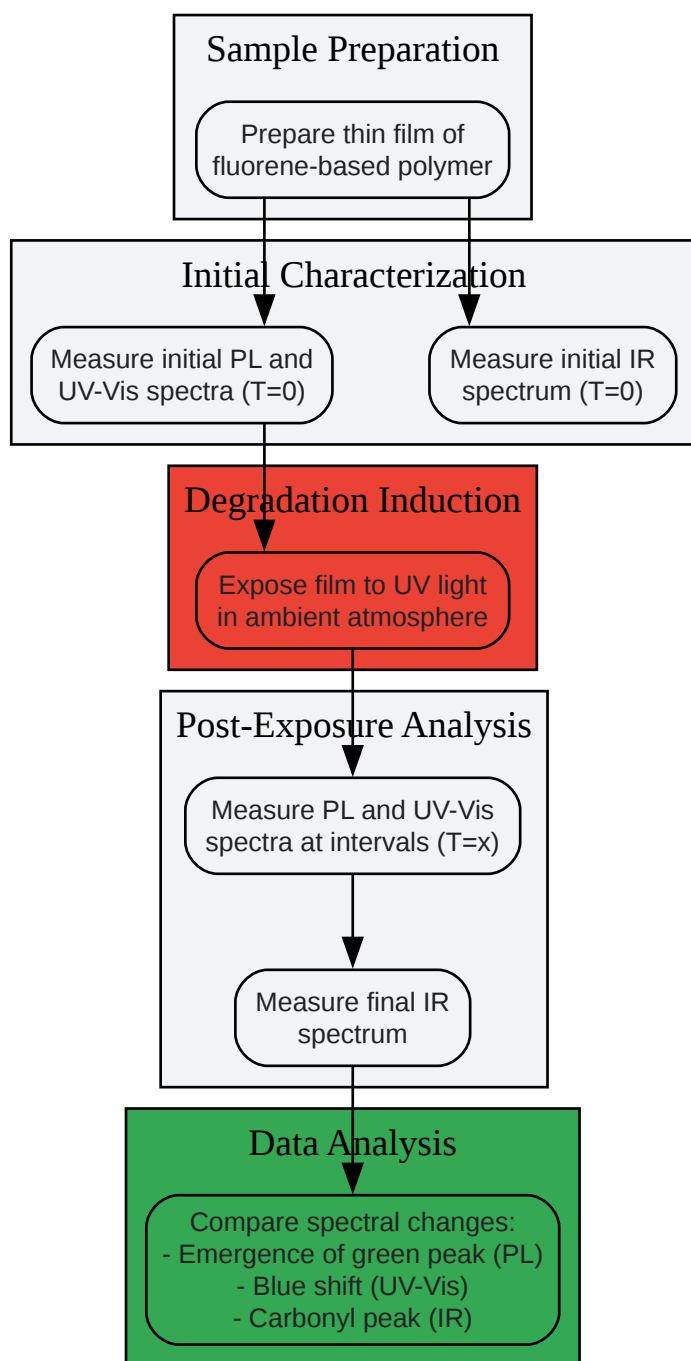 Sample Preparation
Prepare thin film of
fluorene-based polymer
Initial Characterization
Measure initial PL and
UV-Vis spectra (T=0)
Measure initial IR
spectrum (T=0)
Degradation Induction
Expose film to UV light
in ambient atmosphere
Post-Exposure Analysis
Measure PL and UV-Vis
spectra at intervals (T=x)
Measure final IR
spectrum
Data Analysis
Compare spectral changes:
- Emergence of green peak (PL)
- Blue shift (UV-Vis)
- Carbonyl peak (IR)